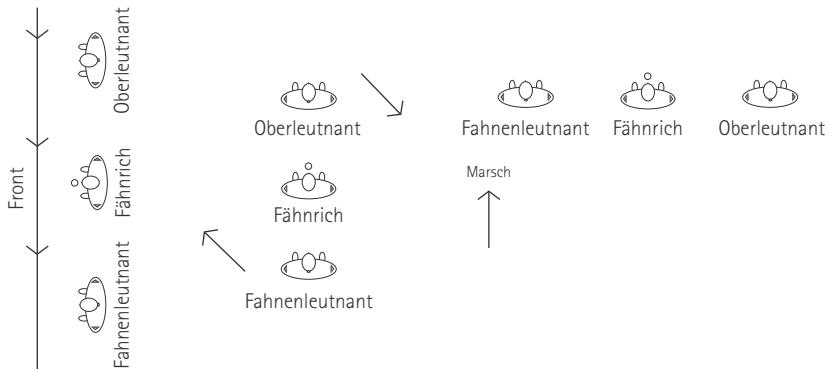 Front
Oberleutnant
Fähnrich
Fahnenleutnant
Oberleutnant
Fähnrich
Fahnenleutnant
Fahnenleutnant
Fähnrich
Oberleutnant
Marsch